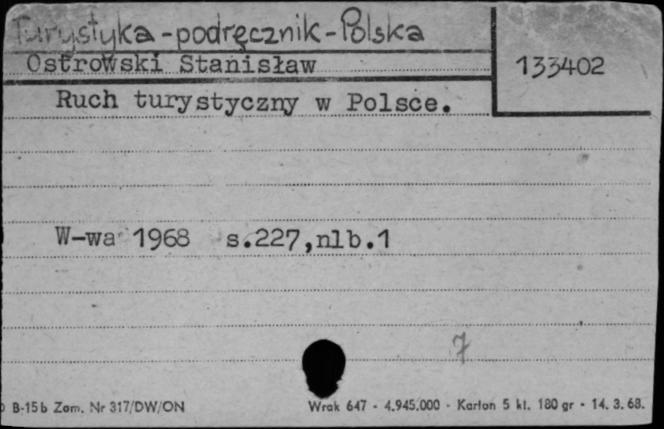 Turystyka-podręcznik-Polska
Ostrowski Stanisław
133402
Ruch turystyczny w Polsce.
W-wa 1968 s.227,nlb.1
7
B-15b Zam. Nr 317/DW/ON
Wrak 647 - 4.945.000 - Karton 5 kl. 180 gr - 14.3.68.